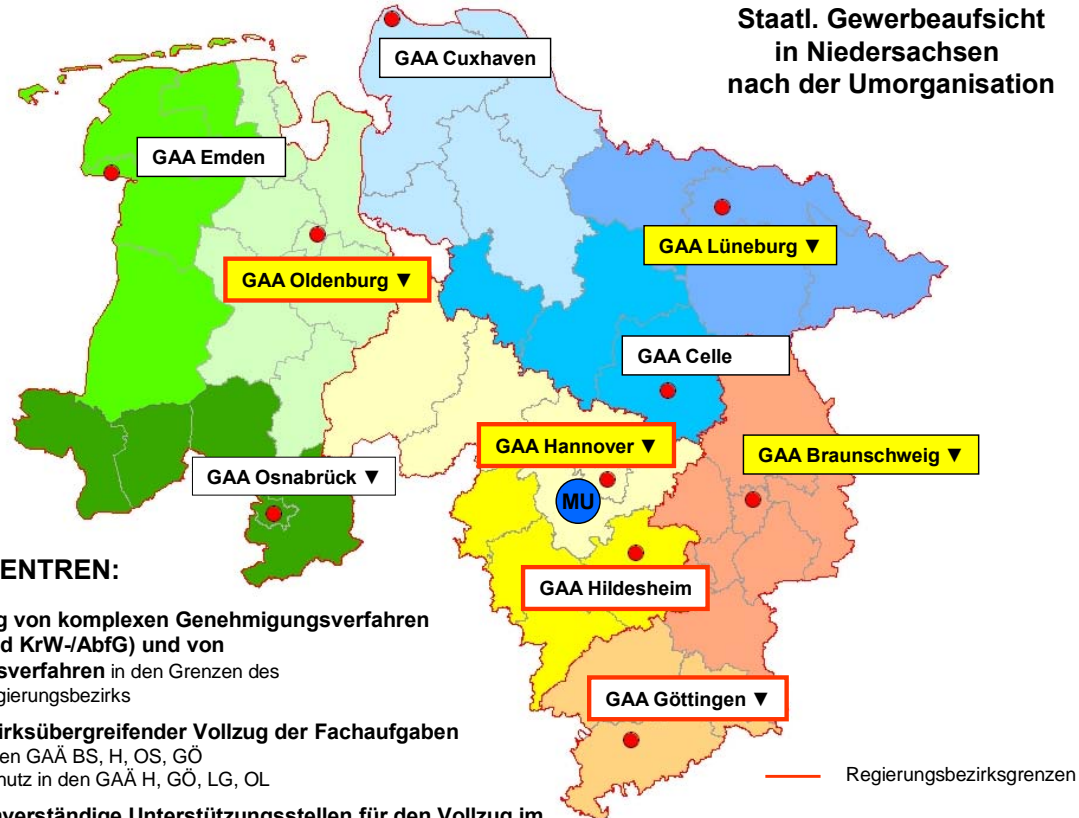 Staatl. Gewerbeaufsicht
in Niedersachsen
nach der Umorganisation
GAA Cuxhaven
GAA Emden
GAA Lüneburg ▼
GAA Oldenburg ▼
GAA Celle
GAA Hannover ▼
GAA Braunschweig ▼
GAA Osnabrück ▼
MU
GAA Hildesheim
GAA Göttingen ▼
Regierungsbezirksgrenzen
ENTREN:
g von komplexen Genehmigungsverfahren
d KrW-/AbfG) und von
sverfahren in den Grenzen des
gierungsbezirks
irksübergreifender Vollzug der Fachaufgaben
en GAÄ BS, H, OS, GÖ
nutz in den GAÄ H, GÖ, LG, OL
nverständige Unterstützungsstellen für den Vollzug im